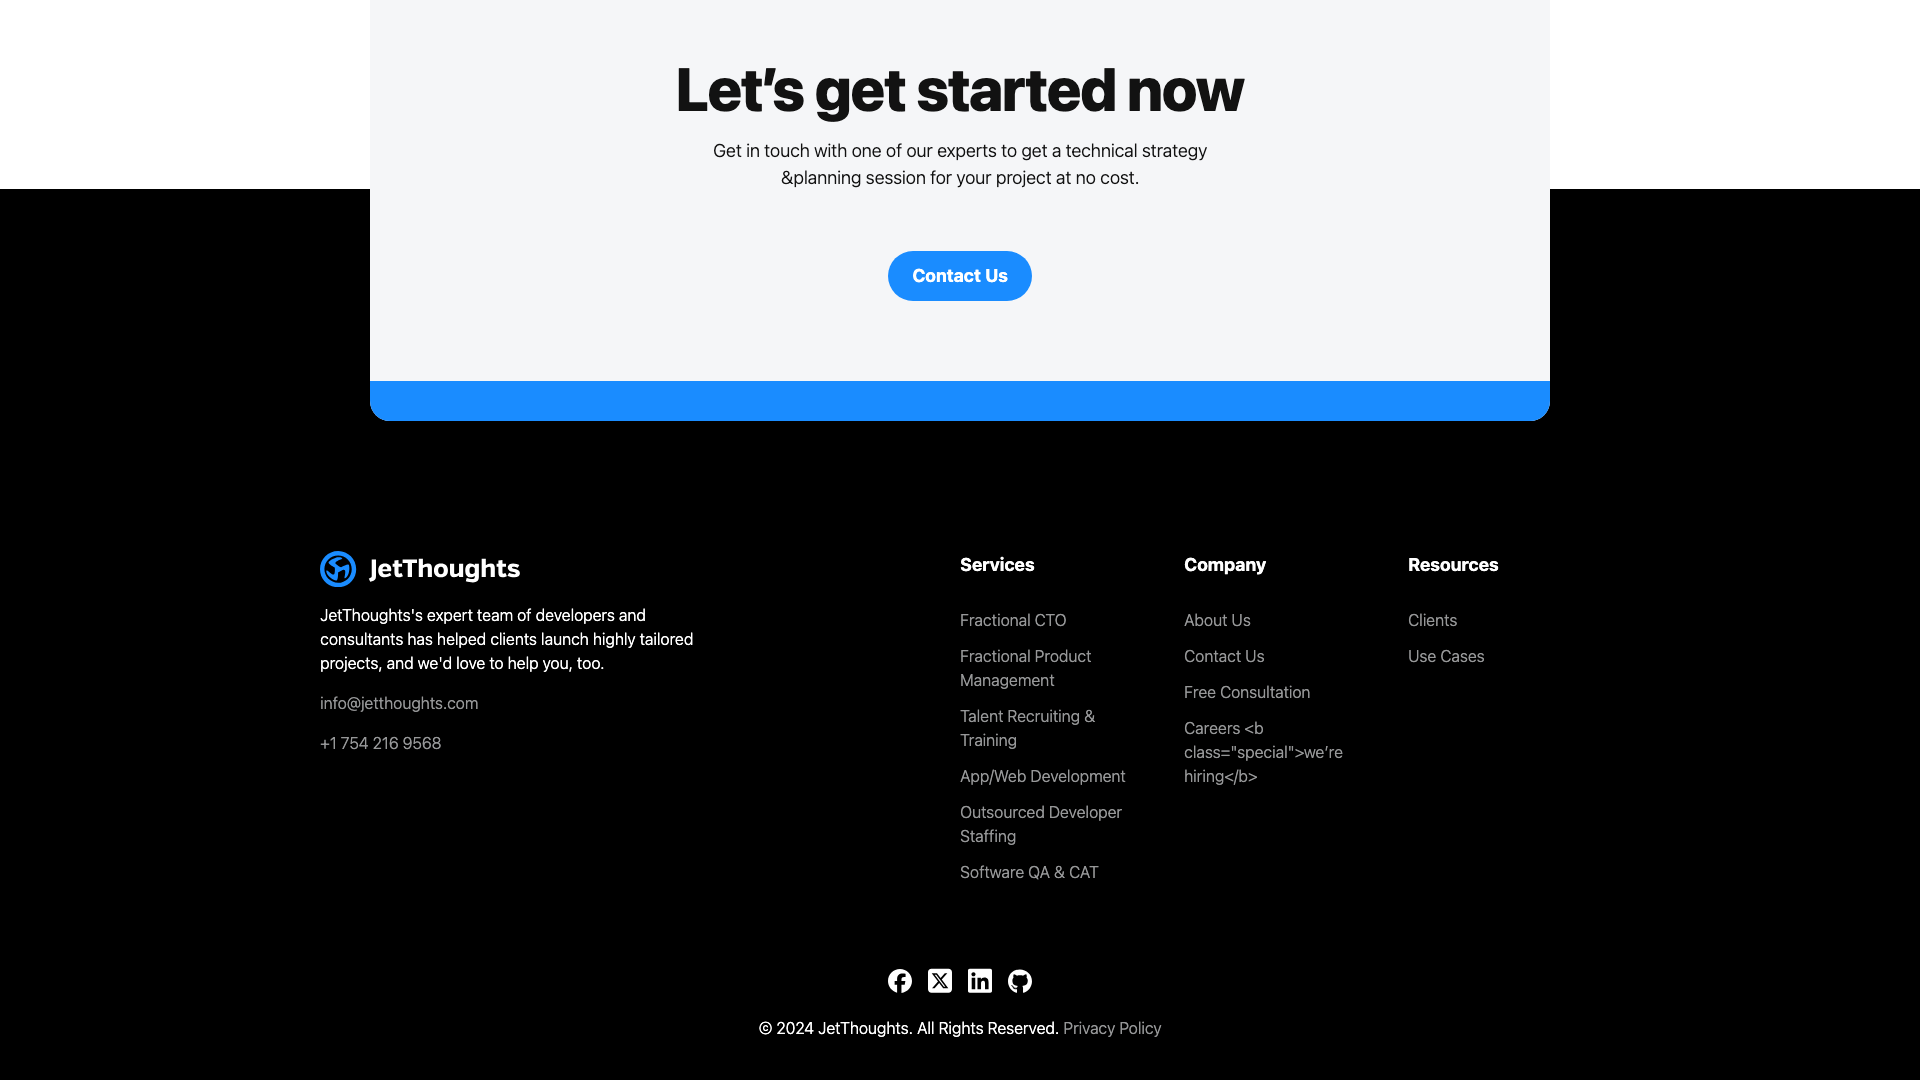 Let's get started now
Get in touch with one of our experts to get a technical strategy
&planning session for your project at no cost.
Contact Us
JetThoughts
JetThoughts's expert team of developers and
consultants has helped clients launch highly tailored
projects, and we'd love to help you, too.
info@jetthoughts.com
+1 754 216 9568
Services
Fractional CTO
Fractional Product
Management
Talent Recruiting &
Training
App/Web Development
Outsourced Developer
Staffing
Software QA & CAT
Company
About Us
Contact Us
Free Consultation
Careers <b
class="special">we’re
hiring</b>
Resources
Clients
Use Cases
© 2024 JetThoughts. All Rights Reserved. Privacy Policy